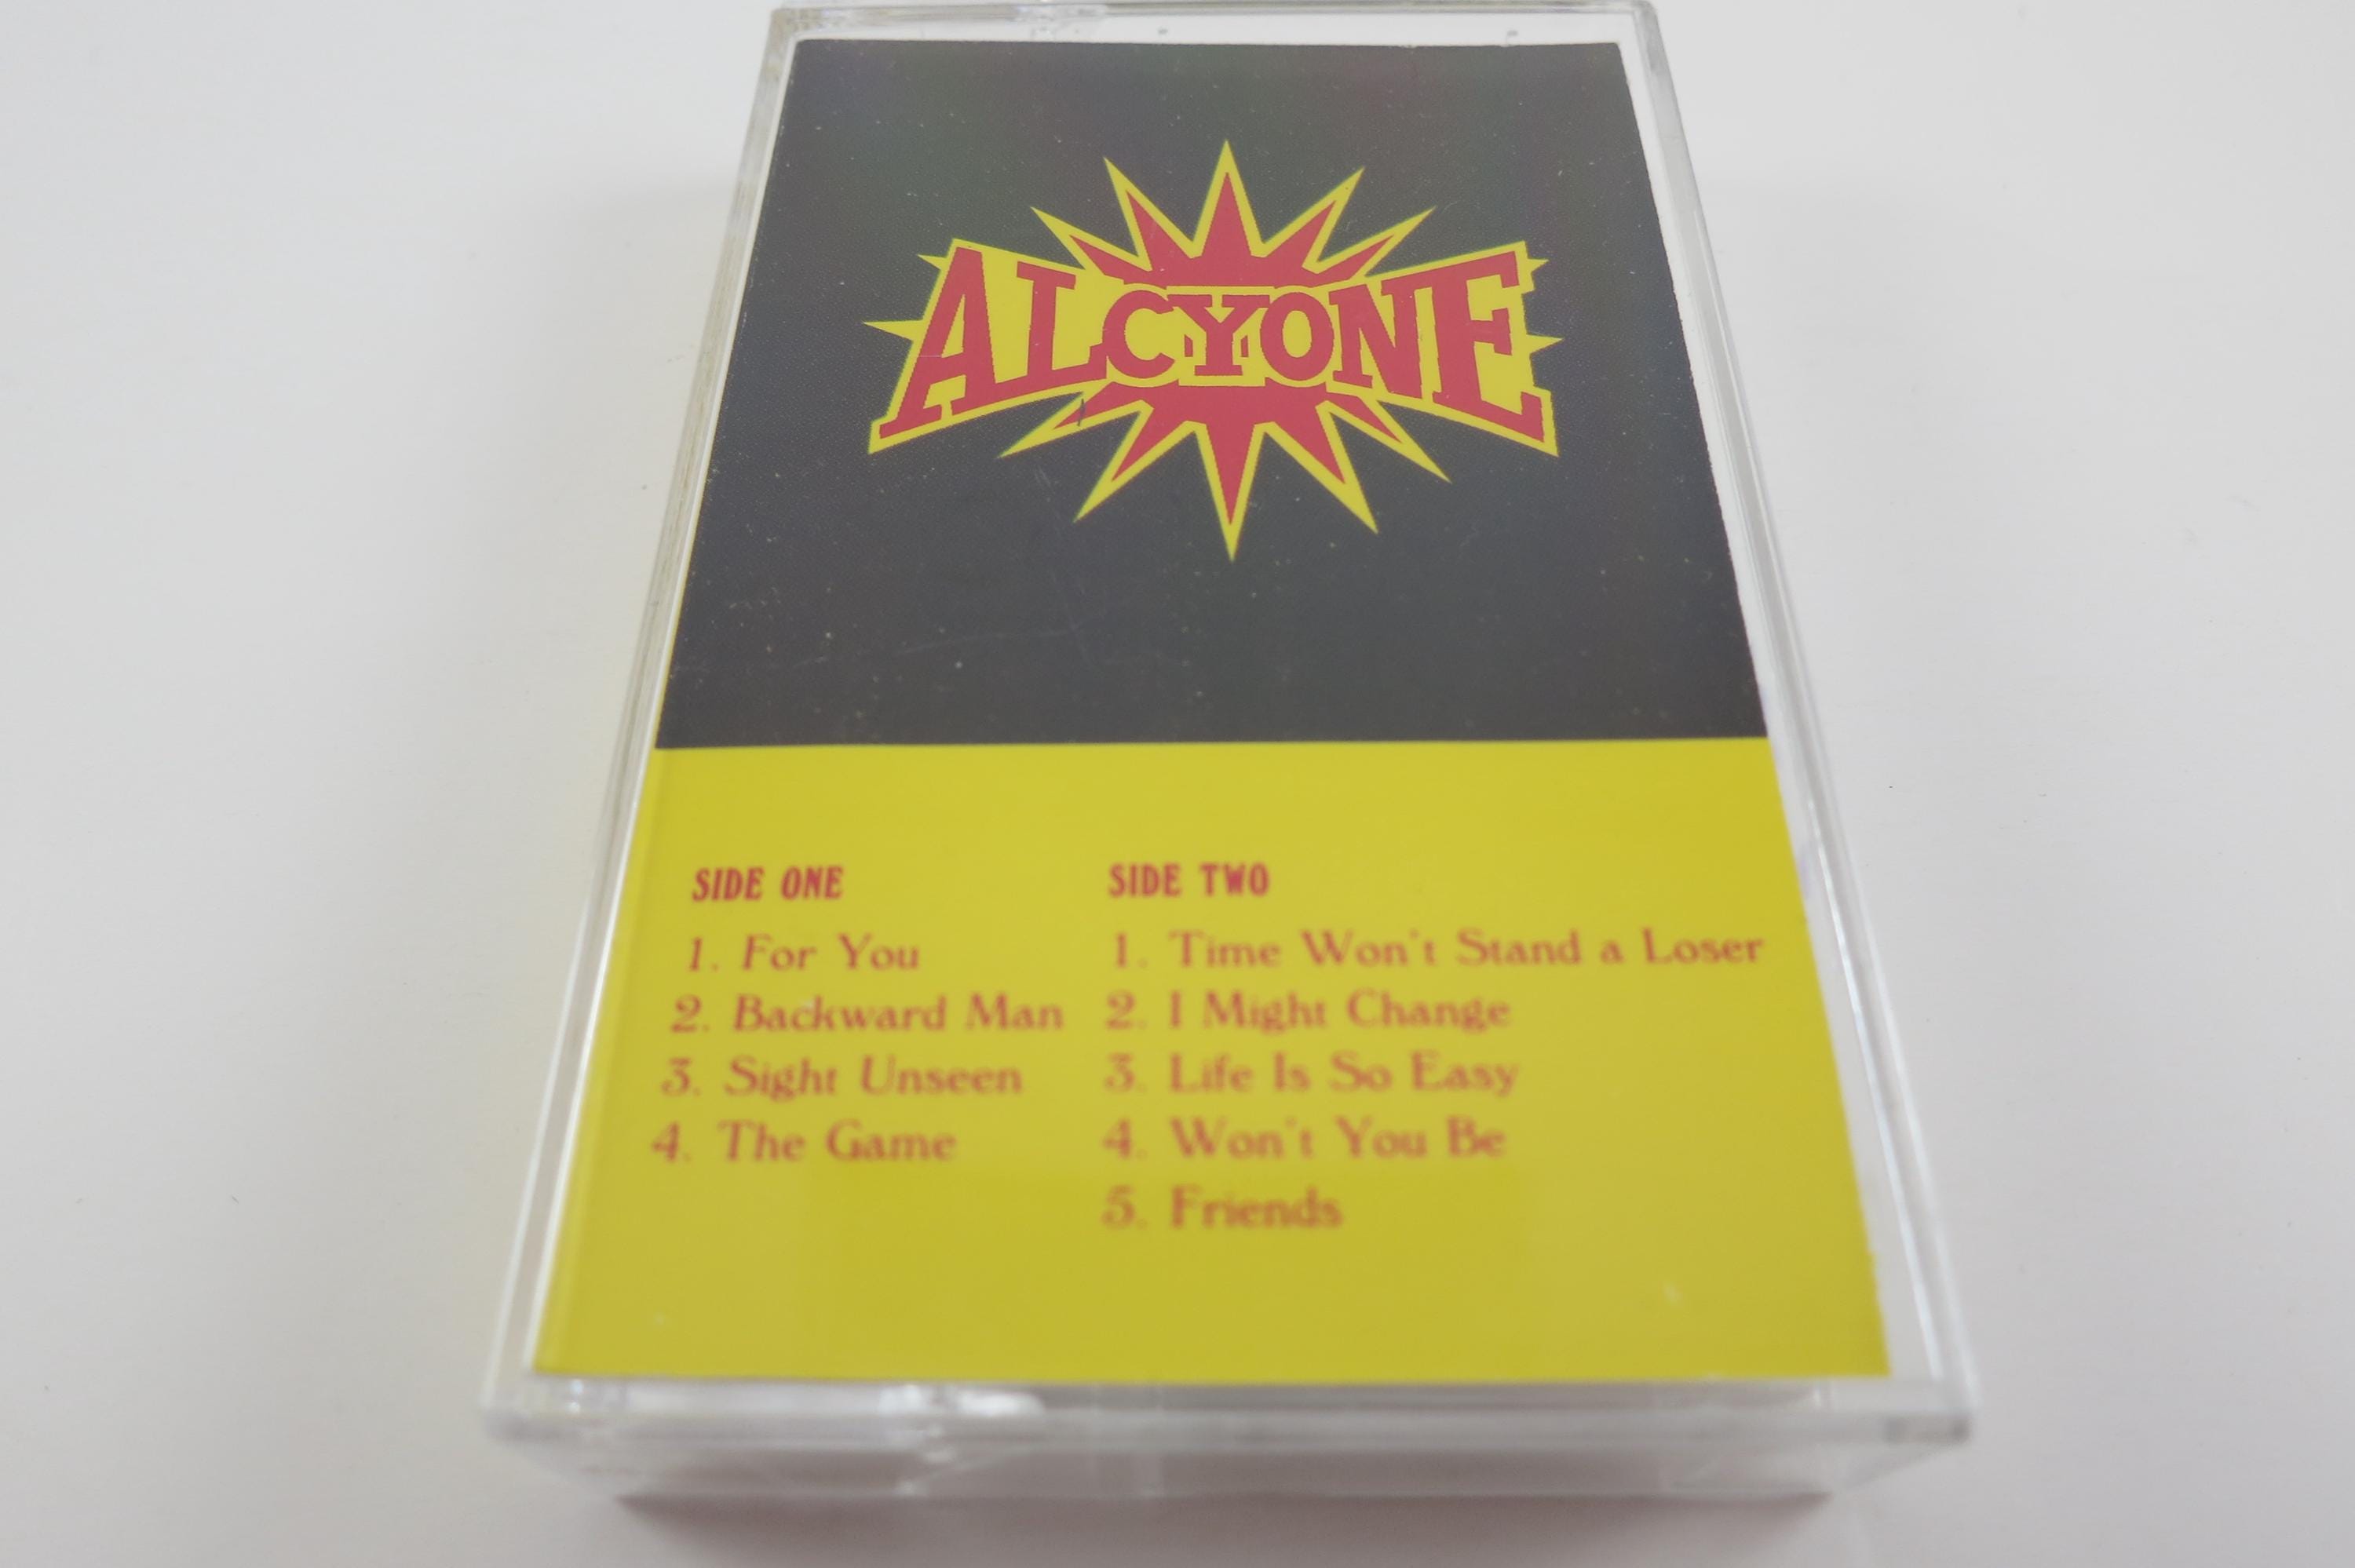 ALCYONE
SIDE ONE
1. For You
2. Backward Man
3. Sight Unseen
4. The Game
SIDE TWO
1. Time Won't Stand a Loser
2. I Might Change
3. Life Is So Easy
4. Won't You Be
5. Friends